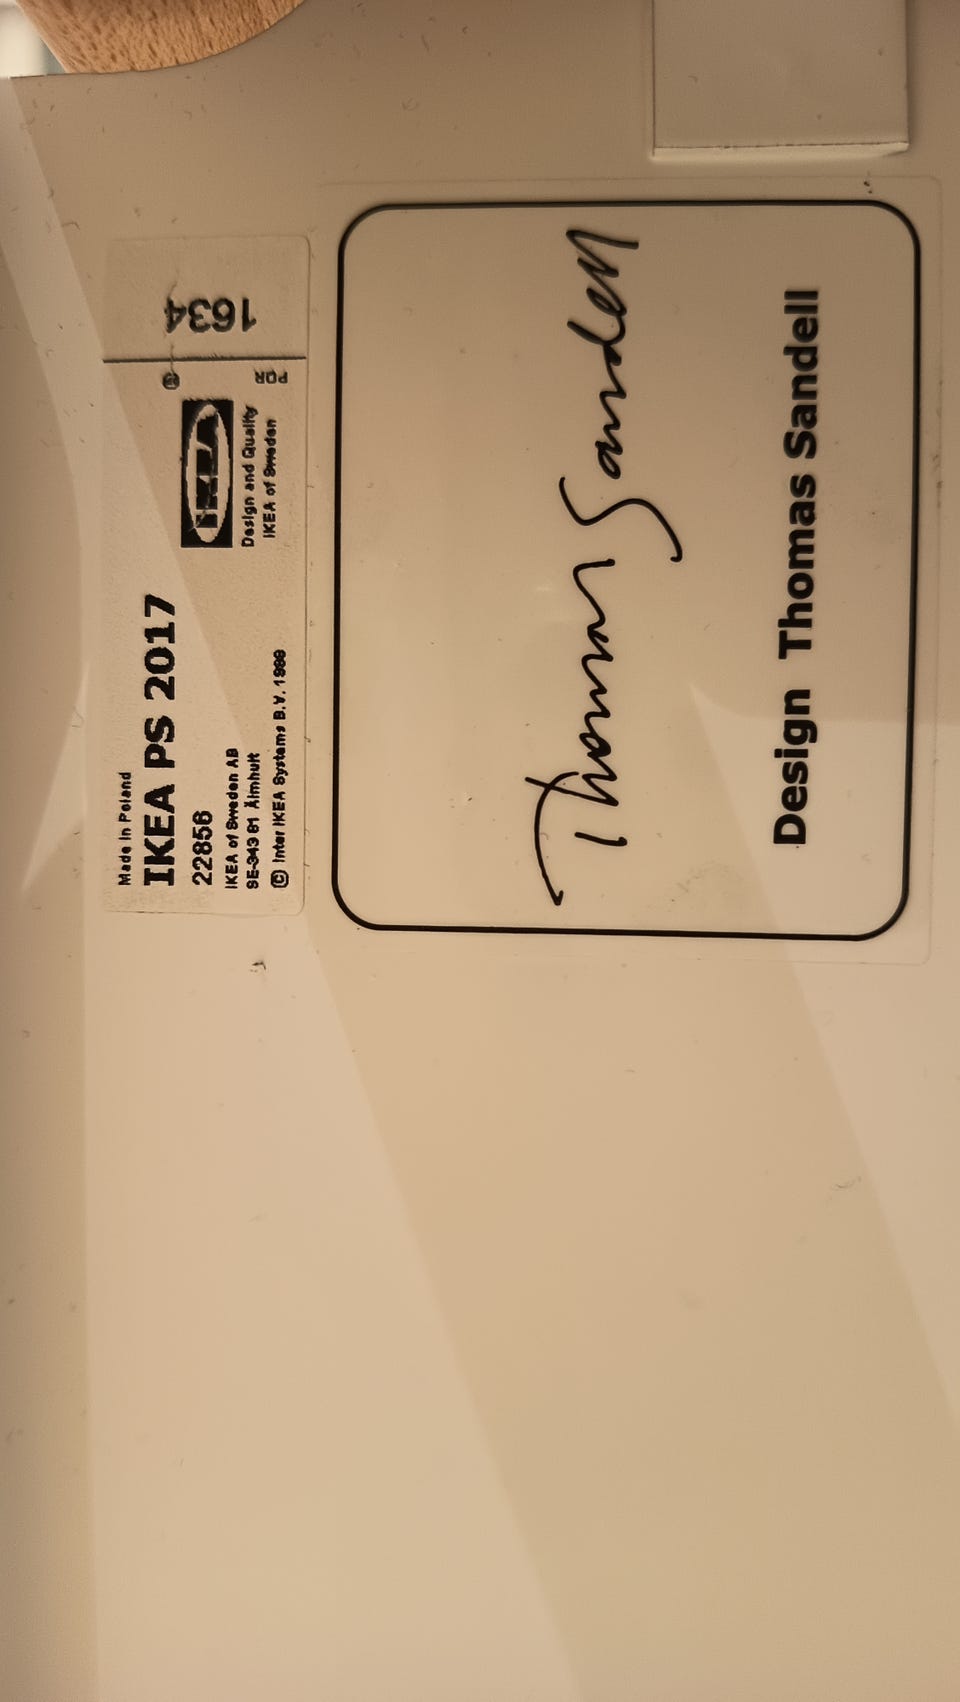 Made in Poland
IKEA PS 2017
22856
IKEA of Sweden AB
SE-343 81 Älmhult
© Inter IKEA Systems B.V. 1999
IKEA
®
Design and Quality
IKEA of Sweden
PDR
1634
Thomas Sandell
Design Thomas Sandell